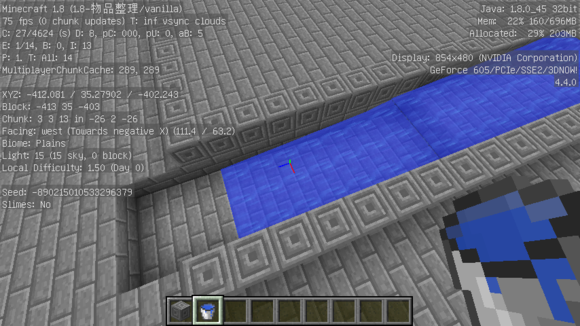 Minecraft 1.8 (1.8-物品整理/vanilla)
75 fps (0 chunk updates) T: inf vsync clouds
C: 27/4624 (s) D: 8, pC: 000, pU: 0, aB: 5
E: 1/14, B: 0, I: 13
P: 1. T: All: 14
MultiplayerChunkCache: 289, 289
XYZ: -412.081 / 35.27902 / -402.243
Block: -413 35 -403
Chunk: 3 3 13 in -26 2 -26
Facing: west (Towards negative X) (111.4 / 63.2)
Biome: Plains
Light: 15 (15 sky, 0 block)
Local Difficulty: 1.50 (Day 0)
Seed: -890215010533296379
Slimes: No
Java: 1.8.0_45 32bit
Mem: 22% 160/696MB
Allocated: 29% 203MB
Display: 854x480 (NVIDIA Corporation)
GeForce 605/PCIe/SSE2/3DNOW!
4.4.0